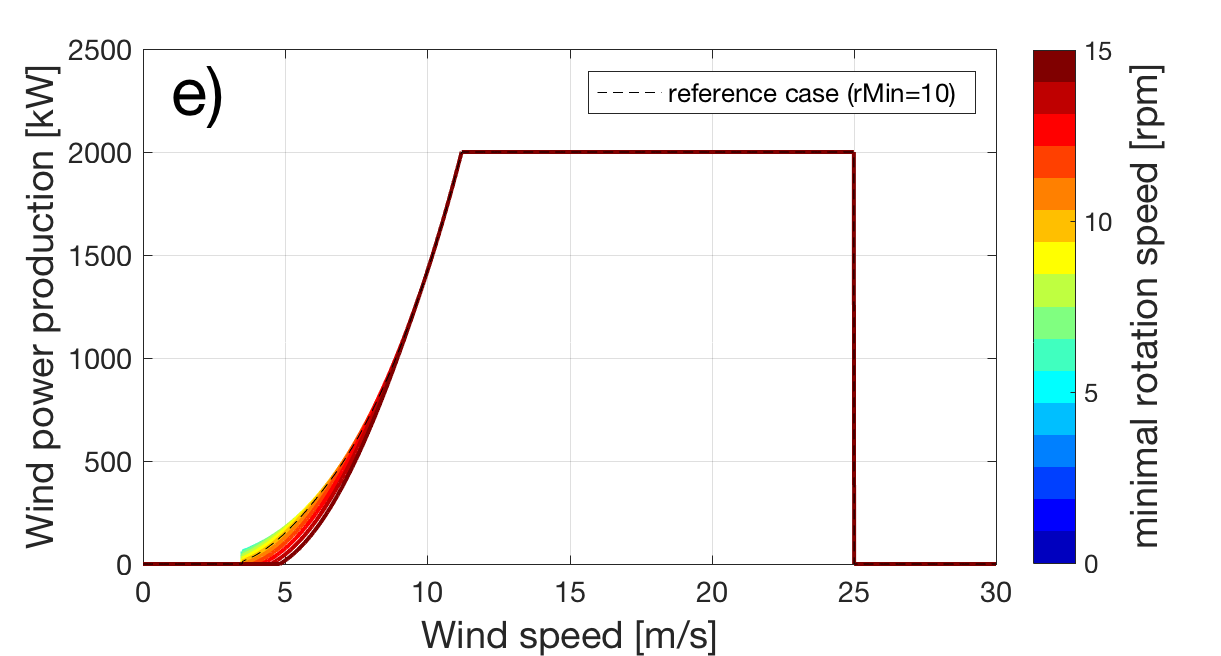 e)
reference case (rMin=10)
Wind power production [kW]
2500
2000
1500
1000
500
0
0 5 10 15 20 25 30
Wind speed [m/s]
15
10
5
0
minimal rotation speed [rpm]